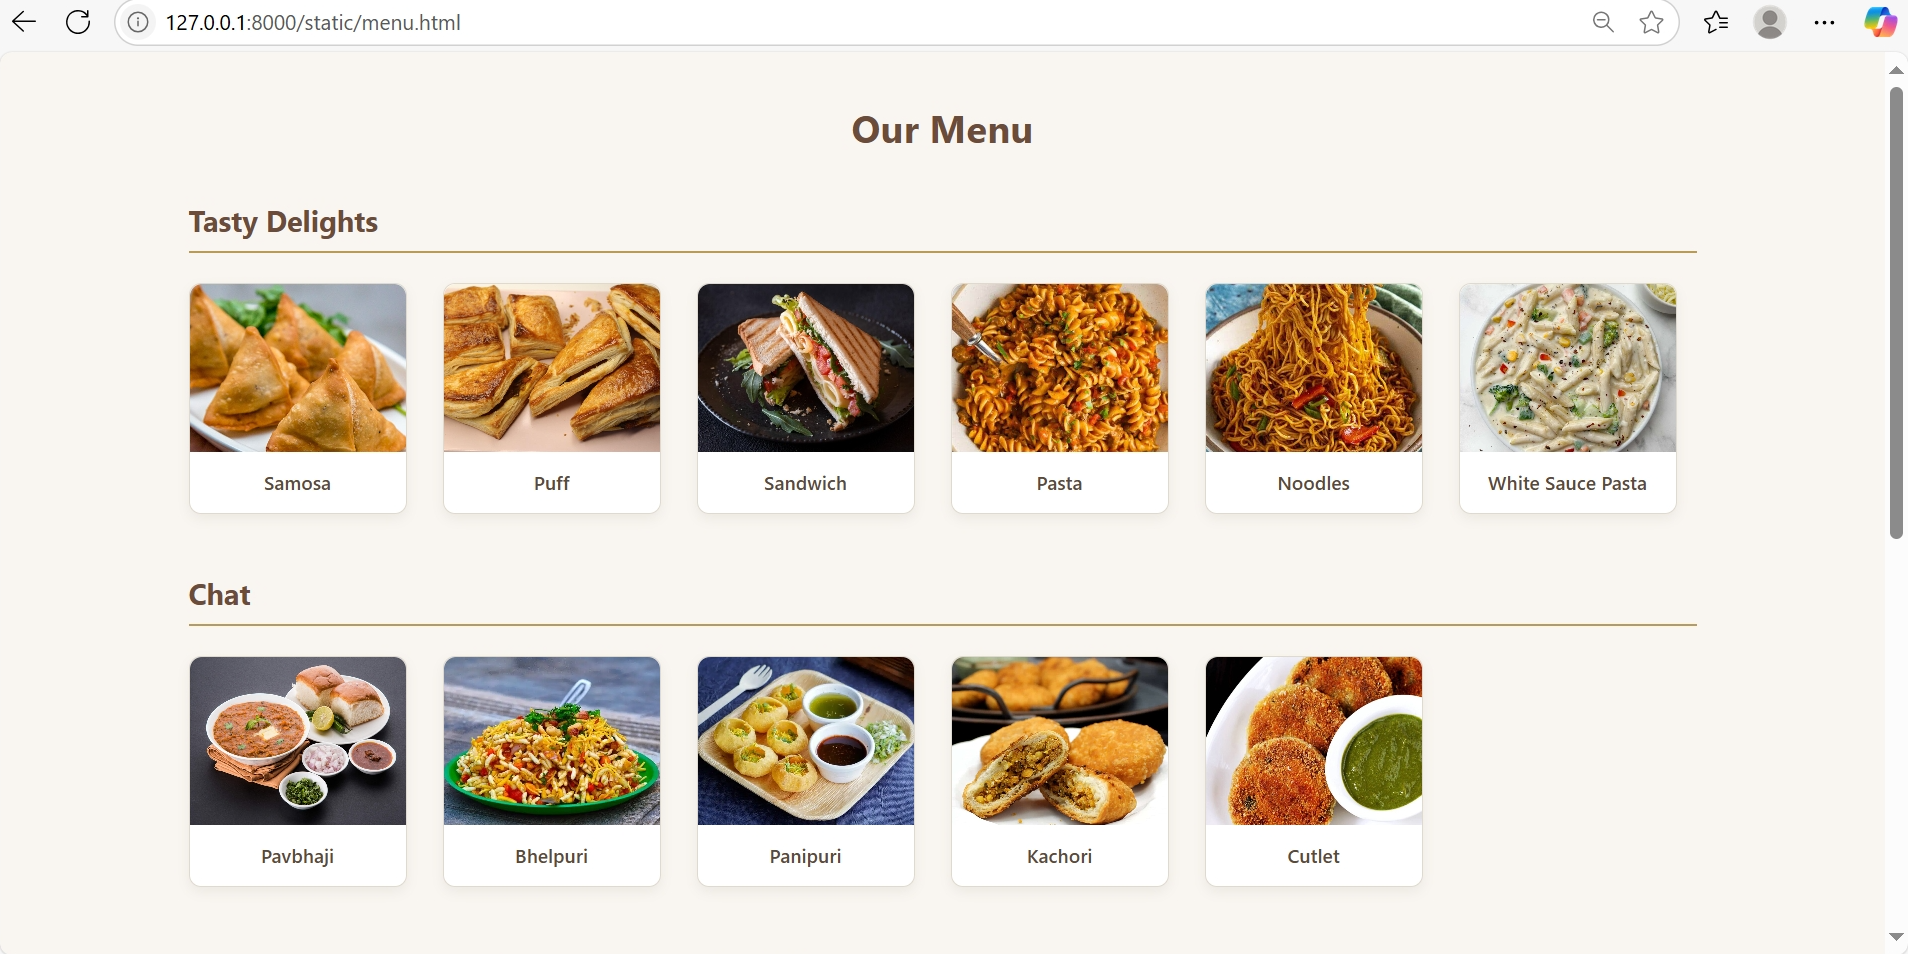 127.0.0.1:8000/static/menu.html
Our Menu
Tasty Delights
Samosa Puff Sandwich Pasta Noodles White Sauce Pasta
Chat
Pavbhaji Bhelpuri Panipuri Kachori Cutlet